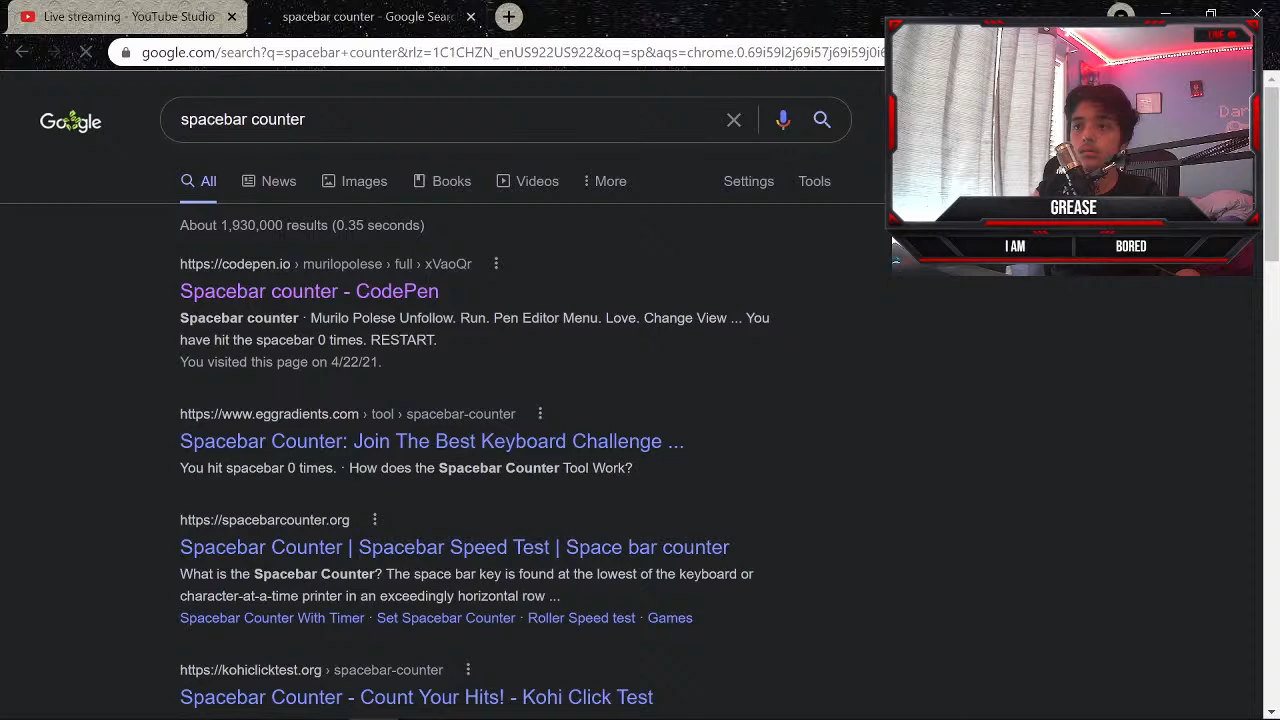 Live streaming - YouTube Studio
spacebar counter - Google Sear
google.com/search?q=spacebar+counter&rlz=1C1CHZN_enUS922US922&oq=sp&aqs=chrome.0.69i59l2j69i57j69i59j0i6
LIVE
Google
spacebar counter
All
News
Images
Books
Videos
More
Settings
Tools
Dar
GREASE
I AM
BORED
About 1,930,000 results (0.35 seconds)
https://codepen.io › murilopolese › full › xVaoQr
Spacebar counter - CodePen
Spacebar counter · Murilo Polese Unfollow. Run. Pen Editor Menu. Love. Change View ... You
have hit the spacebar 0 times. RESTART.
You visited this page on 4/22/21.
https://www.eggradients.com › tool › spacebar-counter
Spacebar Counter: Join The Best Keyboard Challenge ...
You hit spacebar 0 times. · How does the Spacebar Counter Tool Work?
https://spacebarcounter.org
Spacebar Counter | Spacebar Speed Test | Space bar counter
What is the Spacebar Counter? The space bar key is found at the lowest of the keyboard or
character-at-a-time printer in an exceedingly horizontal row ...
Spacebar Counter With Timer · Set Spacebar Counter · Roller Speed test · Games
https://kohiclicktest.org › spacebar-counter
Spacebar Counter - Count Your Hits! - Kohi Click Test